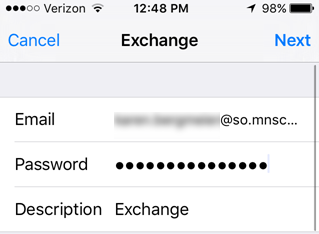 Verizon 12:48 PM 98%
Cancel Exchange Next
Email @so.mnsc...
Password ●●●●●●●●●●●●●●●
Description Exchange